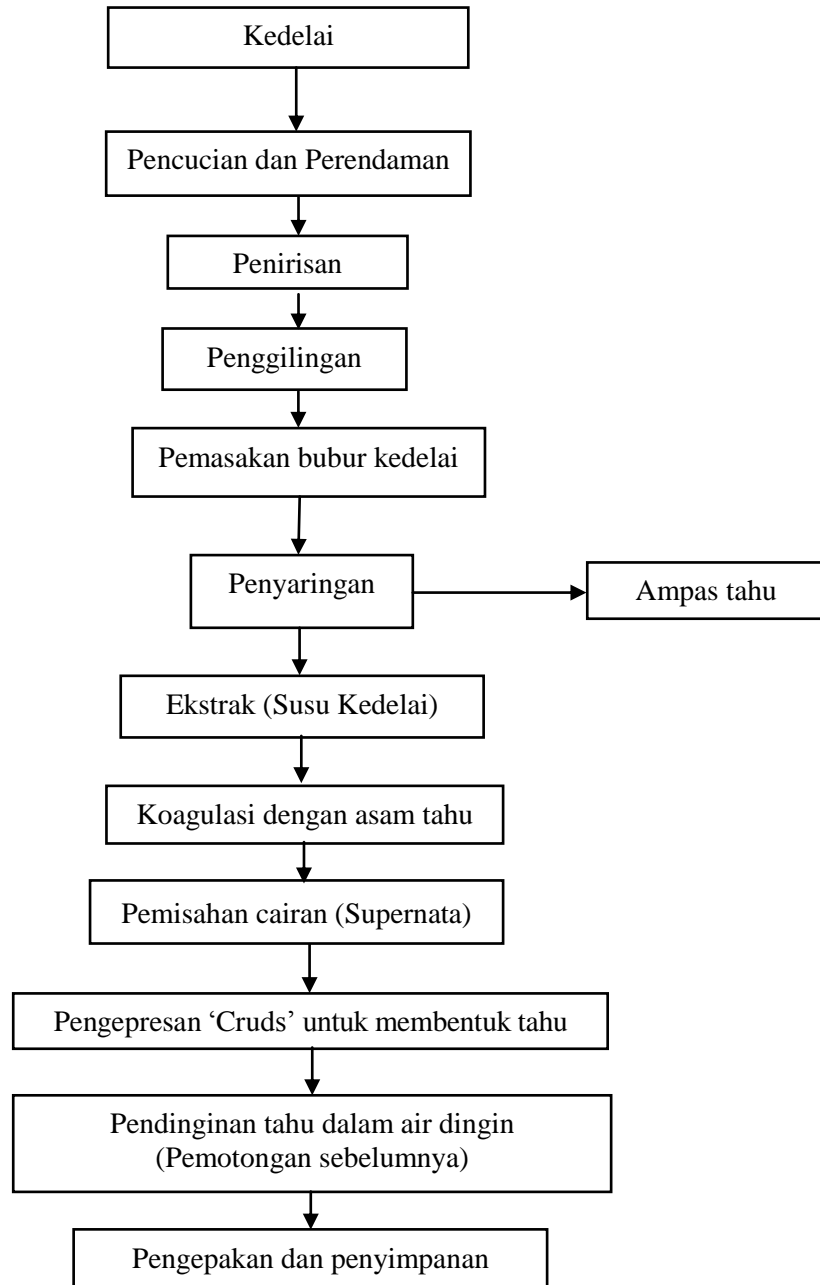 Kedelai
Pencucian dan Perendaman
Penirisan
Penggilingan
Pemasakan bubur kedelai
Penyaringan
Ampas tahu
Ekstrak (Susu Kedelai)
Koagulasi dengan asam tahu
Pemisahan cairan (Supernata)
Pengepresan ‘Cruds’ untuk membentuk tahu
Pendinginan tahu dalam air dingin
(Pemotongan sebelumnya)
Pengepakan dan penyimpanan